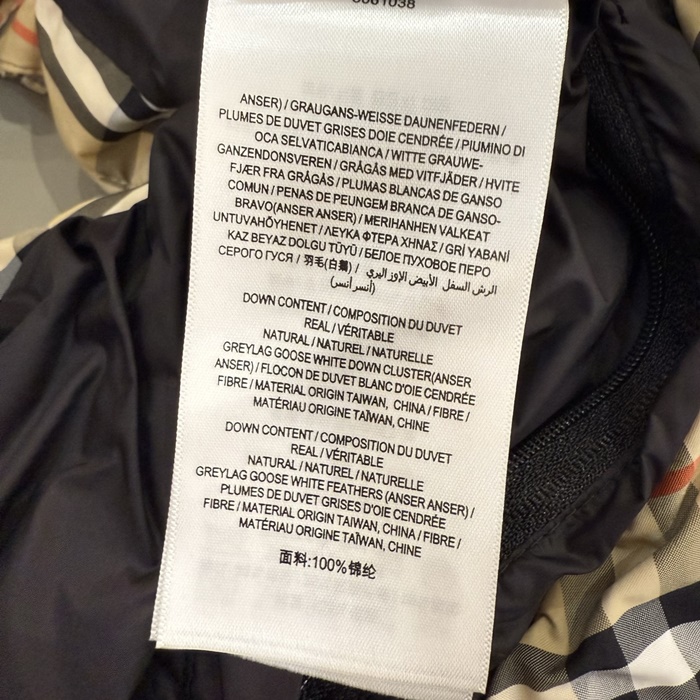 ANSER) / GRAUGANS-WEISSE DAUNENFEDERN /
PLUMES DE DUVET GRISES DOIE CENDRÉE / PIUMINO DI
OCA SELVATICABIANCA / WITTE GRAUWE-
GANZENDONSVEREN / GRÅGÅS MED VITFJÄDER / HVITE
FJÆR FRA GRÅGÅS / PLUMAS BLANCAS DE GANSO
COMUN / PENAS DE PEUNGEM BRANCA DE GANSO-
BRAVO(ANSER ANSER) / MERIHANHEN VALKEAT
UNTUVAHÖYHENET / ΛΕΥΚΑ ΦΤΕΡΑ ΧΗΝΑΣ / GRİ YABANİ
KAZ BEYAZ DOLGU TÜYÜ / БЕЛОЕ ПУХОВОЕ ПЕРО
СЕРОГО ГУСЯ / 羽毛(白鵝) / الرش السفل الأبيض الاوز البري
(أنسر أنسر)
DOWN CONTENT / COMPOSITION DU DUVET
REAL / VÉRITABLE
NATURAL / NATUREL / NATURELLE
GREYLAG GOOSE WHITE DOWN CLUSTER(ANSER
ANSER) / FLOCON DE DUVET BLANC D'OIE CENDRÉE
FIBRE / MATERIAL ORIGIN TAIWAN, CHINA / FIBRE /
MATÉRIAU ORIGINE TAÏWAN, CHINE
DOWN CONTENT / COMPOSITION DU DUVET
REAL / VÉRITABLE
NATURAL / NATUREL / NATURELLE
GREYLAG GOOSE WHITE FEATHERS (ANSER ANSER) /
PLUMES DE DUVET GRISES D'OIE CENDRÉE
FIBRE / MATERIAL ORIGIN TAIWAN, CHINA / FIBRE /
MATÉRIAU ORIGINE TAÏWAN, CHINE
面料:100%锦纶